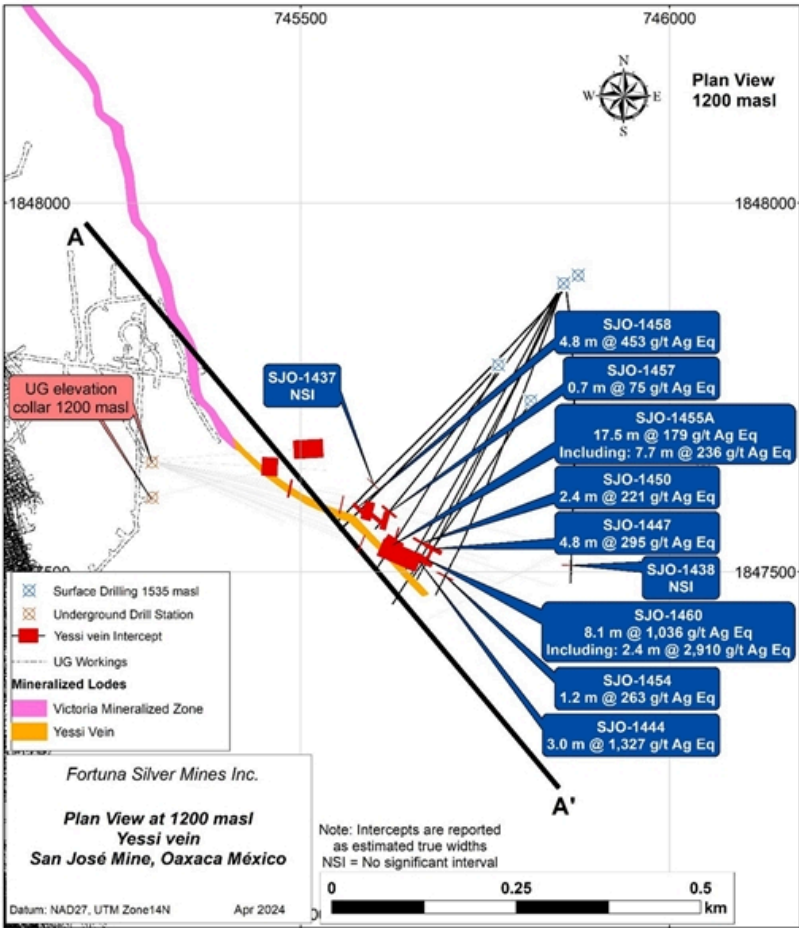 745500
746000
N
W
E
S
Plan View
1200 masl
1848000
1848000
A
SJO-1458
4.8 m @ 453 g/t Ag Eq
SJO-1437
NSI
SJO-1457
0.7 m @ 75 g/t Ag Eq
UG elevation
collar 1200 masl
SJO-1455A
17.5 m @ 179 g/t Ag Eq
Including: 7.7 m @ 236 g/t Ag Eq
SJO-1450
2.4 m @ 221 g/t Ag Eq
SJO-1447
4.8 m @ 295 g/t Ag Eq
1847500
SJO-1438
NSI
SJO-1460
8.1 m @ 1,036 g/t Ag Eq
Including: 2.4 m @ 2,910 g/t Ag Eq
SJO-1454
1.2 m @ 263 g/t Ag Eq
SJO-1444
3.0 m @ 1,327 g/t Ag Eq
Surface Drilling 1535 masl
Underground Drill Station
Yessi vein Intercept
UG Workings
Mineralized Lodes
Victoria Mineralized Zone
Yessi Vein
A'
Fortuna Silver Mines Inc.
Plan View at 1200 masl
Yessi vein
San José Mine, Oaxaca México
Datum: NAD27, UTM Zone14N
Apr 2024
Note: Intercepts are reported
as estimated true widths
NSI = No significant interval
0
0.25
0.5
km